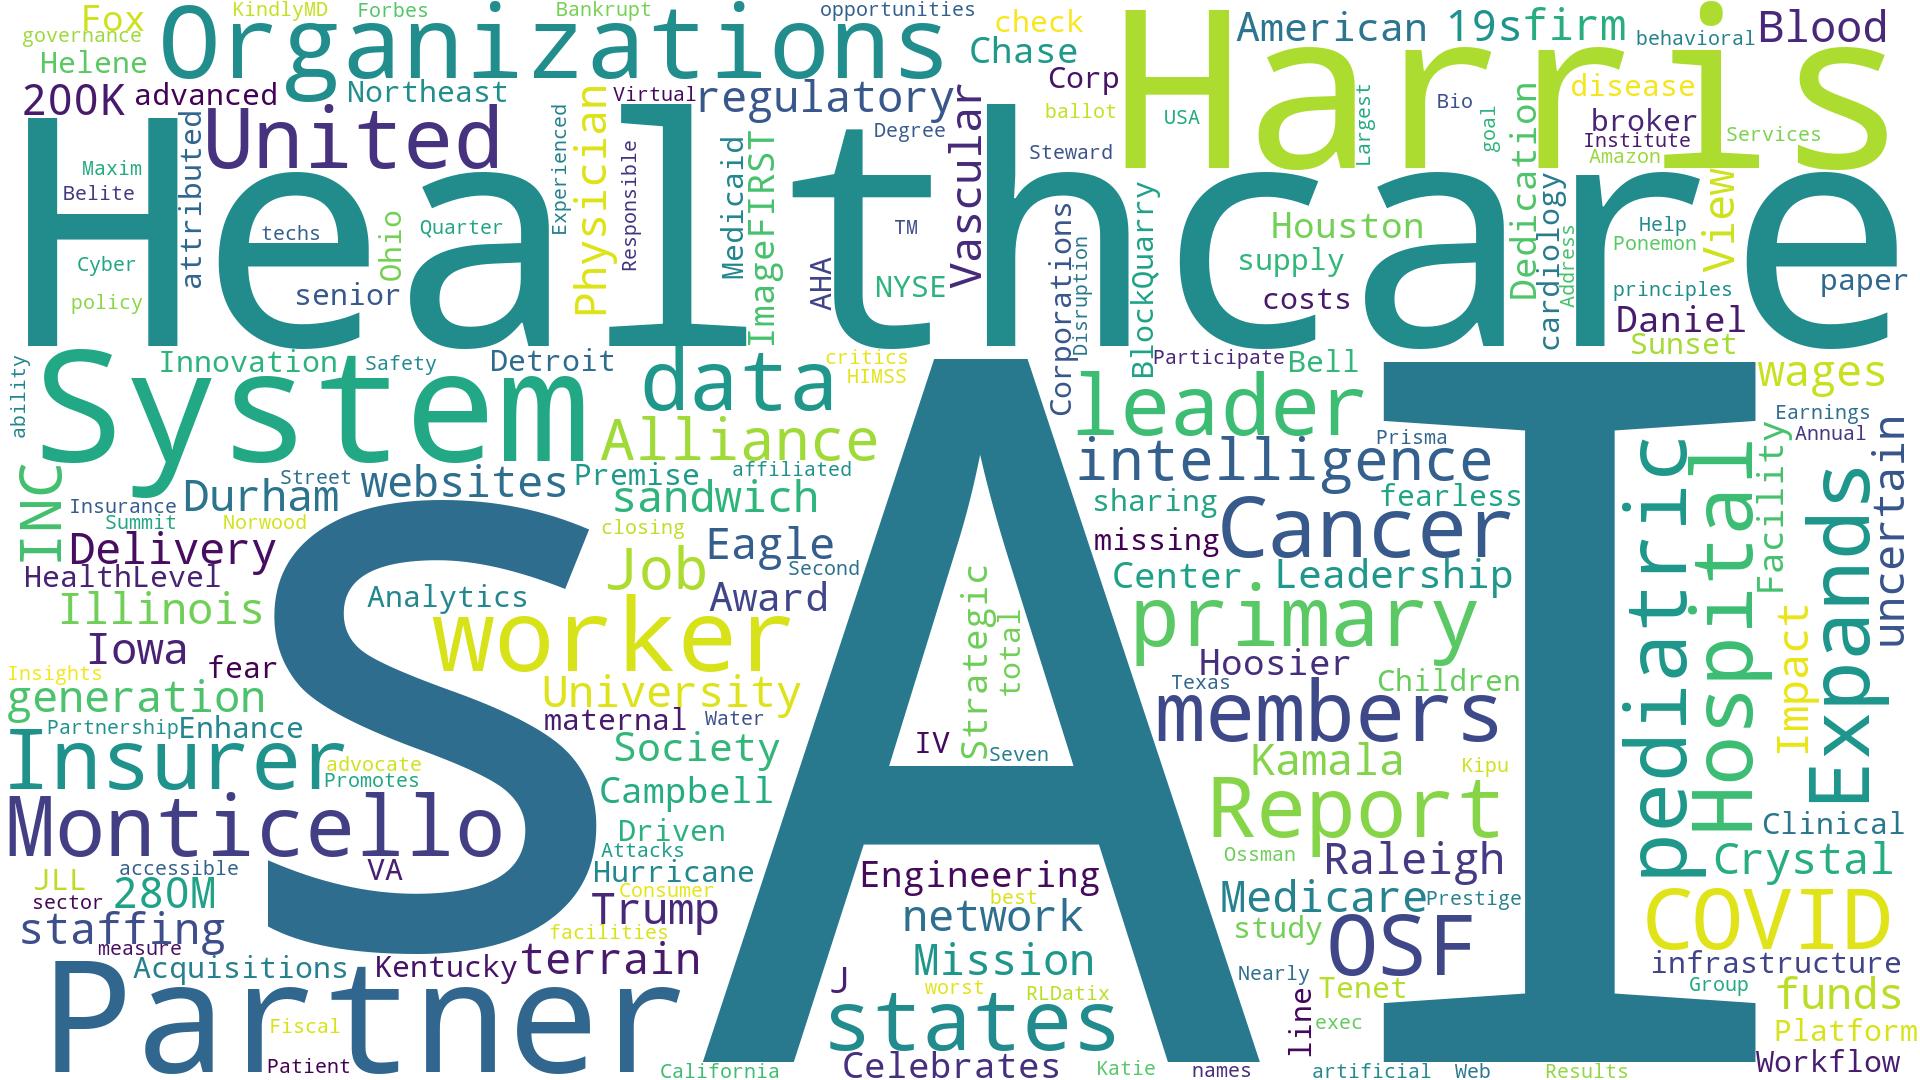 Fox
KindlyMD
Forbes
Bankrupt
opportunities
governance
Organizations
check
Harris
American
19sfirm
behavioral
Blood
Helene
Chase
Corp
disease
200K
advanced
Northeast
Virtual
regulatory
ballot
USA
Largest
Bio
goal
broker
Institute
Services
Amazon
United
Experienced
Physician
Responsible
Medicaid
ImageFIRST
Degree
Vascular
Steward
Dedication
Healthcare
Maxim
Belite
attributed
techs
Ohio
Quarter
TM
Corporations
Disruption
BlockQuarry
Houston
cardiology
Address
Help
Ponemon
View
Cyber
policy
senior
AHA
NYSE
supply
costs
principles
paper
Daniel
Sunset
ability
Innovation
Safety
Detroit
data
critics
HIMSS
Participate
Bell
wages
System
leader
Earnings
Annual
Alliance
intelligence
Prisma
uncertain
Street
websites
Premise
affiliated
INC
Insurance
Durham
sandwich
sharing
fearless
Summit
Norwood
closing
Cancer
Delivery
Eagle
missing
HealthLevel
Job
Second
Center
Leadership
Illinois
Analytics
Award
pediatric
Hospital
Facility
Expands
Iowa
fear
worker
Strategic
total
primary
Insights
generation
University
Hoosier
Texas
Children
Impact
Partnership
Enhance
maternal
Water
members
Insurer
advocate
Promotes
Society
IV
Seven
Kamala
Kipu
S
A
I
Monticello
Campbell
Report
Clinical
Driven
Attacks
Ossman
Raleigh
Crystal
accessible
VA
Hurricane
JLL
sector
280M
Consumer
Engineering
best
Medicare
Prestige
COVID
staffing
Trump
network
study
OSF
measure
facilities
Acquisitions
Kentucky
terrain
Mission
infrastructure
Partner
J
worst
RLDatix
Nearly
Tenet
Group
funds
line
exec
Fiscal
states
Platform
Patient
California
Celebrates
Katie
names
artificial
Web
Results
Workflow